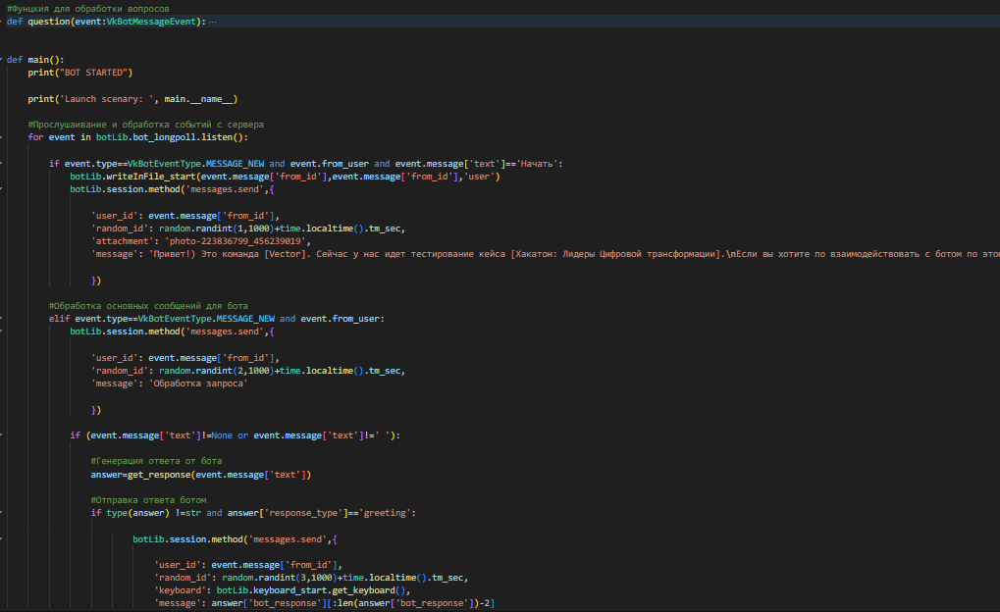 #Фунцкия для обработки вопросов
def question(event:VkBotMessageEvent): ...
def main():
print("BOT STARTED")
print('Launch scenary: ', main.__name__)
#Прослушаивание и обработка событий с сервера
for event in botLib.bot_longpoll.listen():
if event.type==VkBotEventType.MESSAGE_NEW and event.from_user and event.message['text']=='Начать':
botLib.writeInFile_start(event.message['from_id'],event.message['from_id'],'user')
botLib.session.method('messages.send',{
'user_id': event.message['from_id'],
'random_id': random.randint(1,1000)+time.localtime().tm_sec,
'attachment': 'photo-223836799_456239019',
'message': 'Привет!) Это команда [Vector]. Сейчас у нас идет тестирование кейса [Хакатон: Лидеры Цифровой трансформации].\nЕсли вы хотите по взаимодействовать с ботом по это
})
#Обработка основных сообщений для бота
elif event.type==VkBotEventType.MESSAGE_NEW and event.from_user:
botLib.session.method('messages.send',{
'user_id': event.message['from_id'],
'random_id': random.randint(2,1000)+time.localtime().tm_sec,
'message': 'Обработка запроса'
})
if (event.message['text']!=None or event.message['text']!=' '):
#Генерация ответа от бота
answer=get_response(event.message['text'])
#Отправка ответа ботом
if type(answer) !=str and answer['response_type']=='greeting':
botLib.session.method('messages.send',{
'user_id': event.message['from_id'],
'random_id': random.randint(3,1000)+time.localtime().tm_sec,
'keyboard': botLib.keyboard_start.get_keyboard(),
'message': answer['bot_response'][:len(answer['bot_response'])-2]